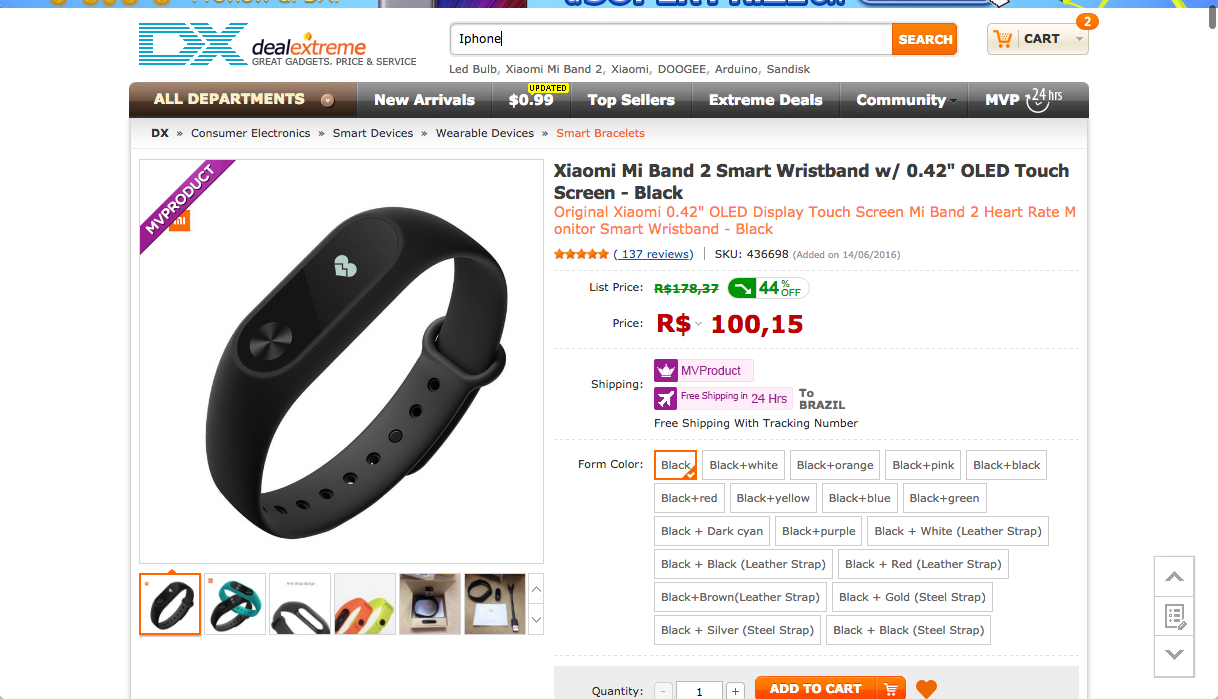 DX dealextreme
GREAT GADGETS, PRICE & SERVICE
Iphone
SEARCH
CART
2
Led Bulb, Xiaomi Mi Band 2, Xiaomi, DOOGEE, Arduino, Sandisk
ALL DEPARTMENTS
New Arrivals
UPDATED
$0.99
Top Sellers
Extreme Deals
Community
MVP 24 hrs
DX » Consumer Electronics » Smart Devices » Wearable Devices » Smart Bracelets
MVPRODUCT
mi
Xiaomi Mi Band 2 Smart Wristband w/ 0.42" OLED Touch
Screen - Black
Original Xiaomi 0.42" OLED Display Touch Screen Mi Band 2 Heart Rate M
onitor Smart Wristband - Black
( 137 reviews) SKU: 436698 (Added on 14/06/2016)
List Price: R$178,37 44% OFF
Price: R$ 100,15
Shipping:
MVProduct
Free Shipping in 24 Hrs To BRAZIL
Free Shipping With Tracking Number
Form Color:
Black Black+white Black+orange Black+pink Black+black
Black+red Black+yellow Black+blue Black+green
Black + Dark cyan Black+purple Black + White (Leather Strap)
Black + Black (Leather Strap) Black + Red (Leather Strap)
Black+Brown(Leather Strap) Black + Gold (Steel Strap)
Black + Silver (Steel Strap) Black + Black (Steel Strap)
Quantity: - 1 + ADD TO CART